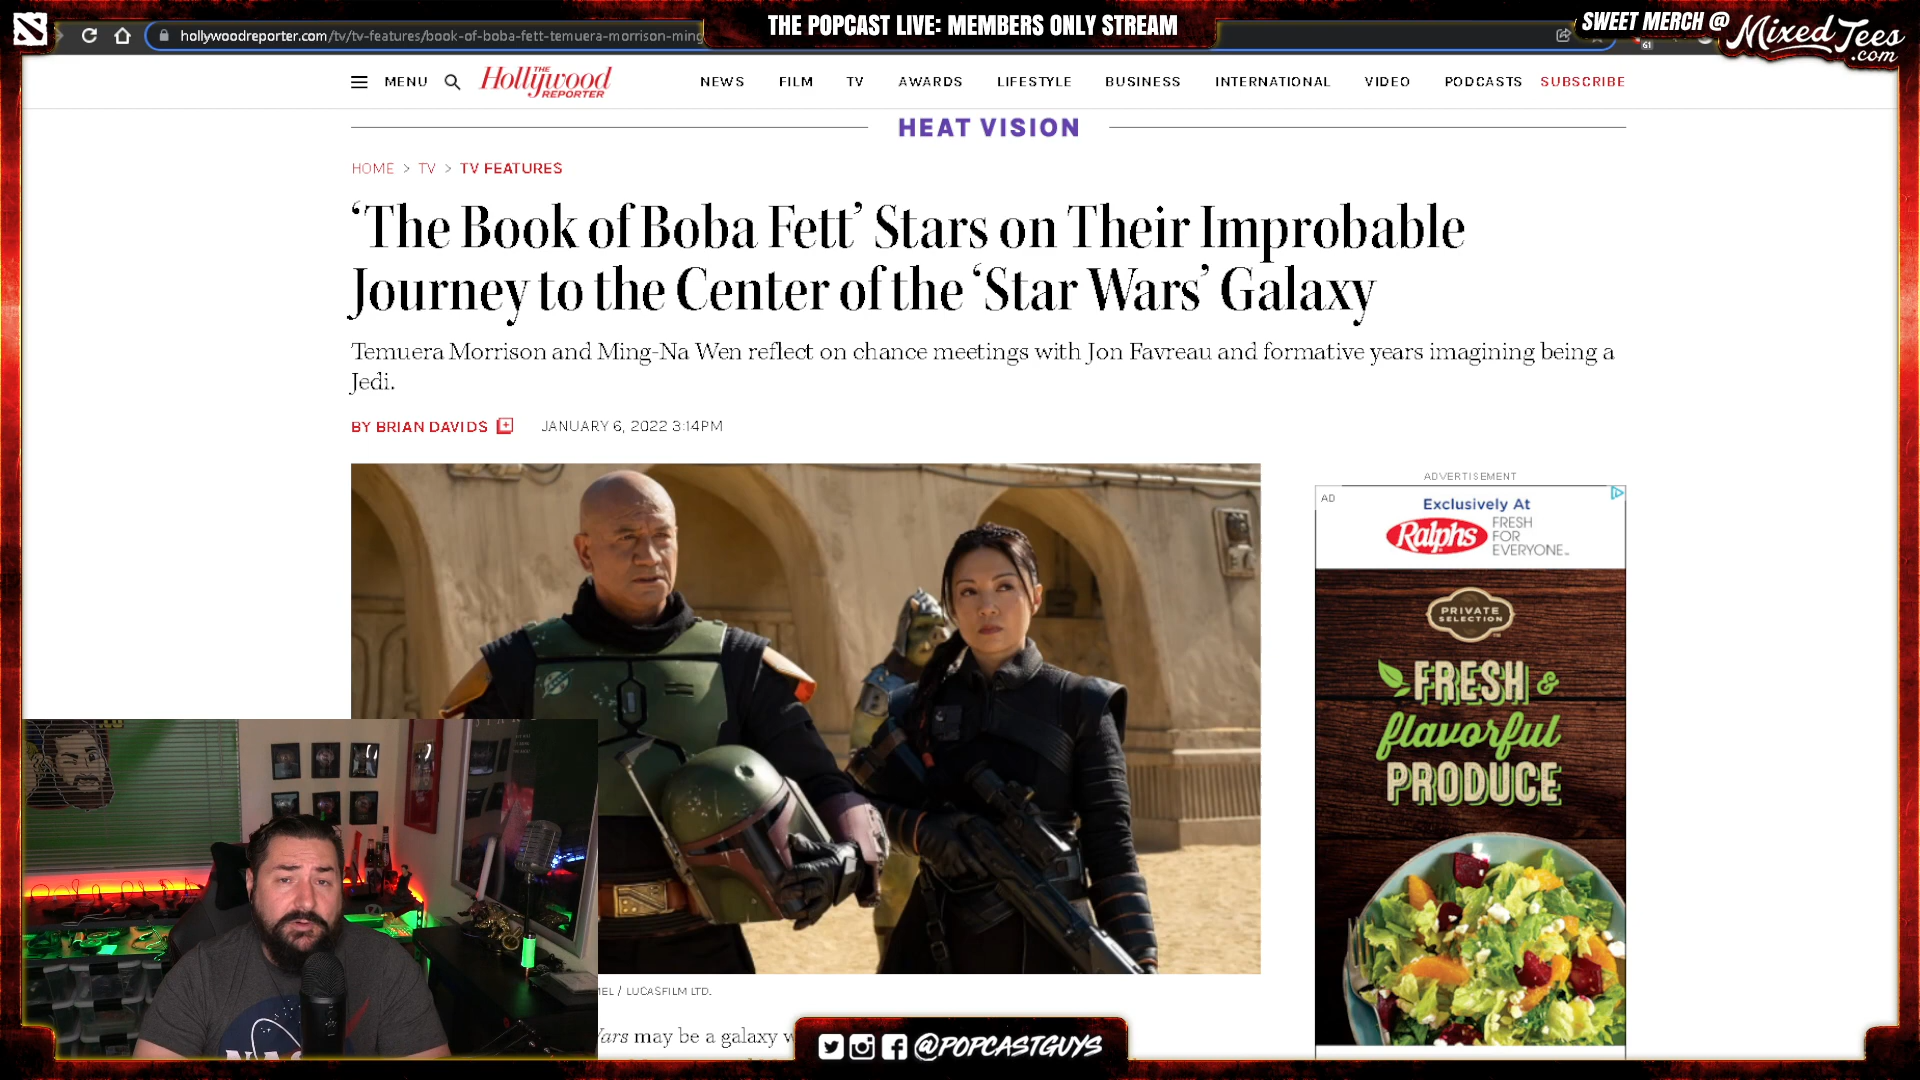 THE POPCAST LIVE: MEMBERS ONLY STREAM
SWEET MERCH @
MixedTees
.com
hollywoodreporter.com/tv/tv-features/book-of-boba-fett-temuera-morrison-ming
61
MENU
THE
Hollywood
REPORTER
NEWS FILM TV AWARDS LIFESTYLE BUSINESS INTERNATIONAL VIDEO PODCASTS SUBSCRIBE
HEAT VISION
HOME > TV > TV FEATURES
‘The Book of Boba Fett’ Stars on Their Improbable
Journey to the Center of the ‘Star Wars’ Galaxy
Temuera Morrison and Ming-Na Wen reflect on chance meetings with Jon Favreau and formative years imagining being a
Jedi.
BY BRIAN DAVIDS JANUARY 6, 2022 3:14PM
ADVERTISEMENT
AD
Exclusively At
Ralphs
FRESH
FOR
EVERYONE™
PRIVATE
SELECTION
FRESH &
flavorful
PRODUCE
MEL / LUCASFILM LTD.
Wars may be a galaxy w
@POPCASTGUYS